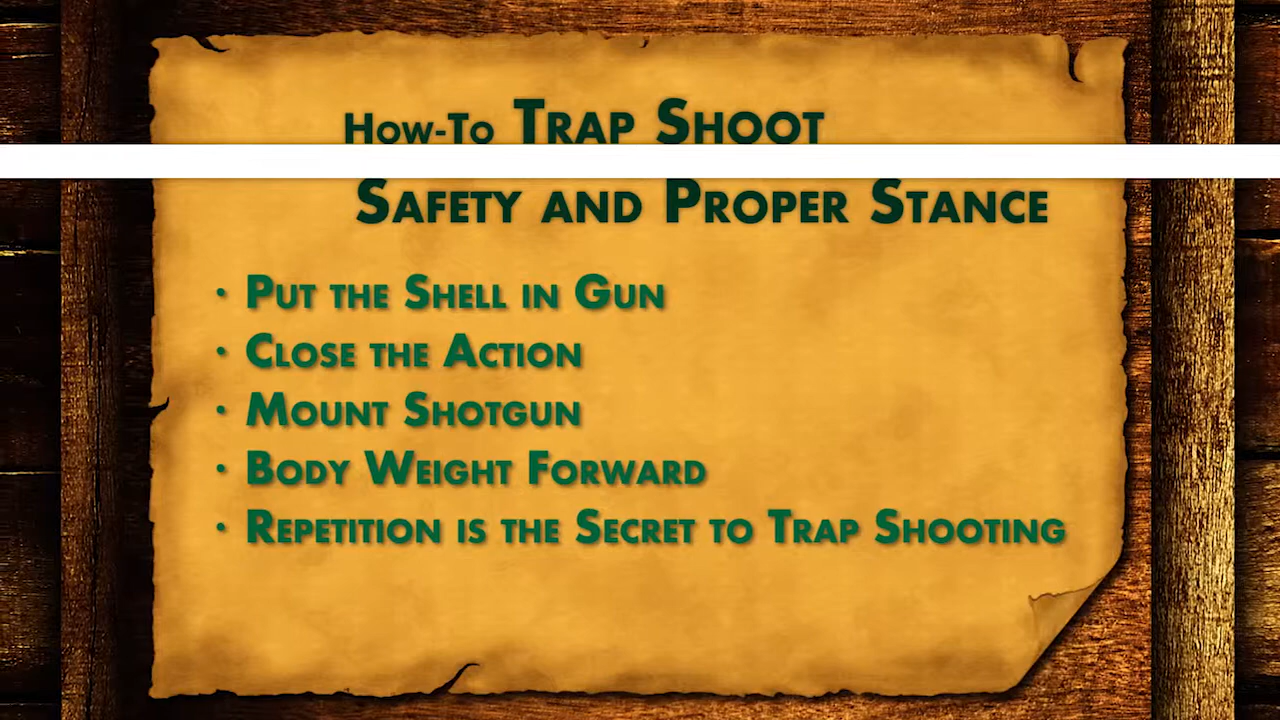 How-To Trap Shoot
Safety and Proper Stance
· Put the Shell in Gun
· Close the Action
· Mount Shotgun
· Body Weight Forward
· Repetition is the Secret to Trap Shooting